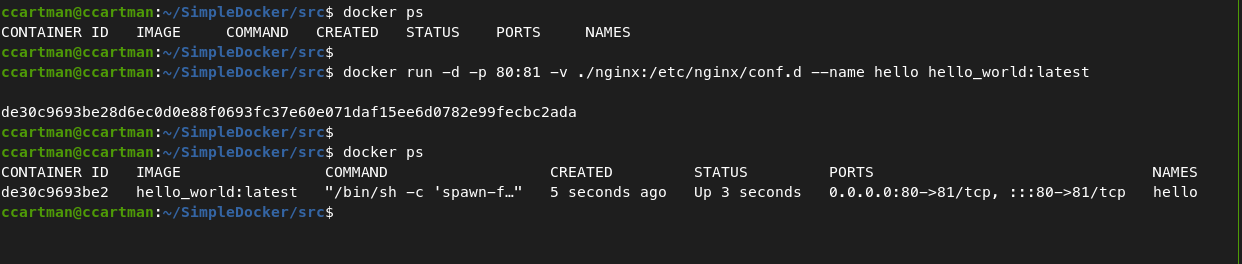 ccartman@ccartman:~/SimpleDocker/src$ docker ps
CONTAINER ID   IMAGE     COMMAND   CREATED   STATUS    PORTS     NAMES
ccartman@ccartman:~/SimpleDocker/src$
ccartman@ccartman:~/SimpleDocker/src$ docker run -d -p 80:81 -v ./nginx:/etc/nginx/conf.d --name hello hello_world:latest
de30c9693be28d6ec0d0e88f0693fc37e60e071daf15ee6d0782e99fecbc2ada
ccartman@ccartman:~/SimpleDocker/src$
ccartman@ccartman:~/SimpleDocker/src$ docker ps
CONTAINER ID   IMAGE                COMMAND                  CREATED         STATUS         PORTS                              NAMES
de30c9693be2   hello_world:latest   "/bin/sh -c 'spawn-f…"   5 seconds ago   Up 3 seconds   0.0.0.0:80->81/tcp, :::80->81/tcp   hello
ccartman@ccartman:~/SimpleDocker/src$